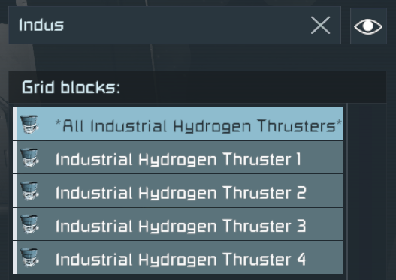 Indus
Grid blocks:
*All Industrial Hydrogen Thrusters*
Industrial Hydrogen Thruster 1
Industrial Hydrogen Thruster 2
Industrial Hydrogen Thruster 3
Industrial Hydrogen Thruster 4